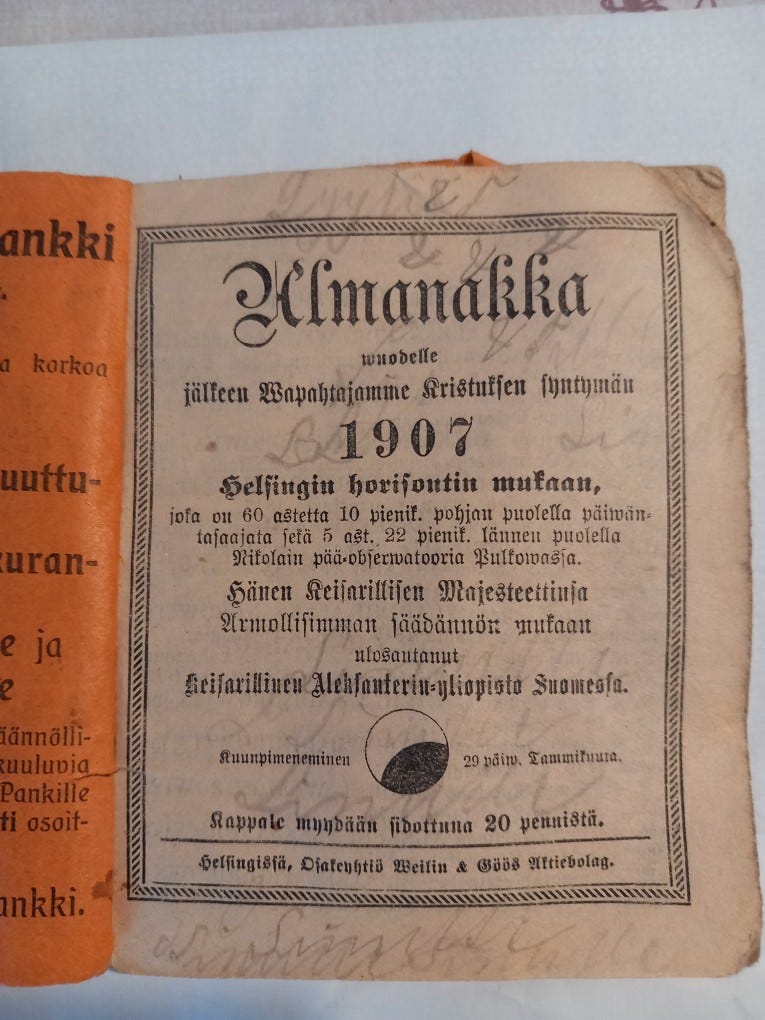 ankki
a korkoa
uuttu-
kuran-
e ja
e
äännölli-
kuuluvia
Pankille
ti osoit-
ankki.
Almanakka
wuodelle
jälkeen Wapahtajamme Kristuksen syntymän
1907
Helsingin horisontin mukaan,
joka on 60 astetta 10 pienik. pohjan puolella päiwän-
tasaajata sekä 5 ast. 22 pienik. lännen puolella
Nikolain pää-observatooria Pulkowassa.
Hänen Keisarillisen Majesteettinsa
Armollisimman säädännön mukaan
ulosantanut
Keisarillinen Aleksanterin-yliopisto Suomessa.
Kuunpimeneminen 29 päiw. Tammikuuta.
Kappale myydään sidottuna 20 pennistä.
Helsingissä, Osakeyhtiö Weilin & Göös Aktiebolag.